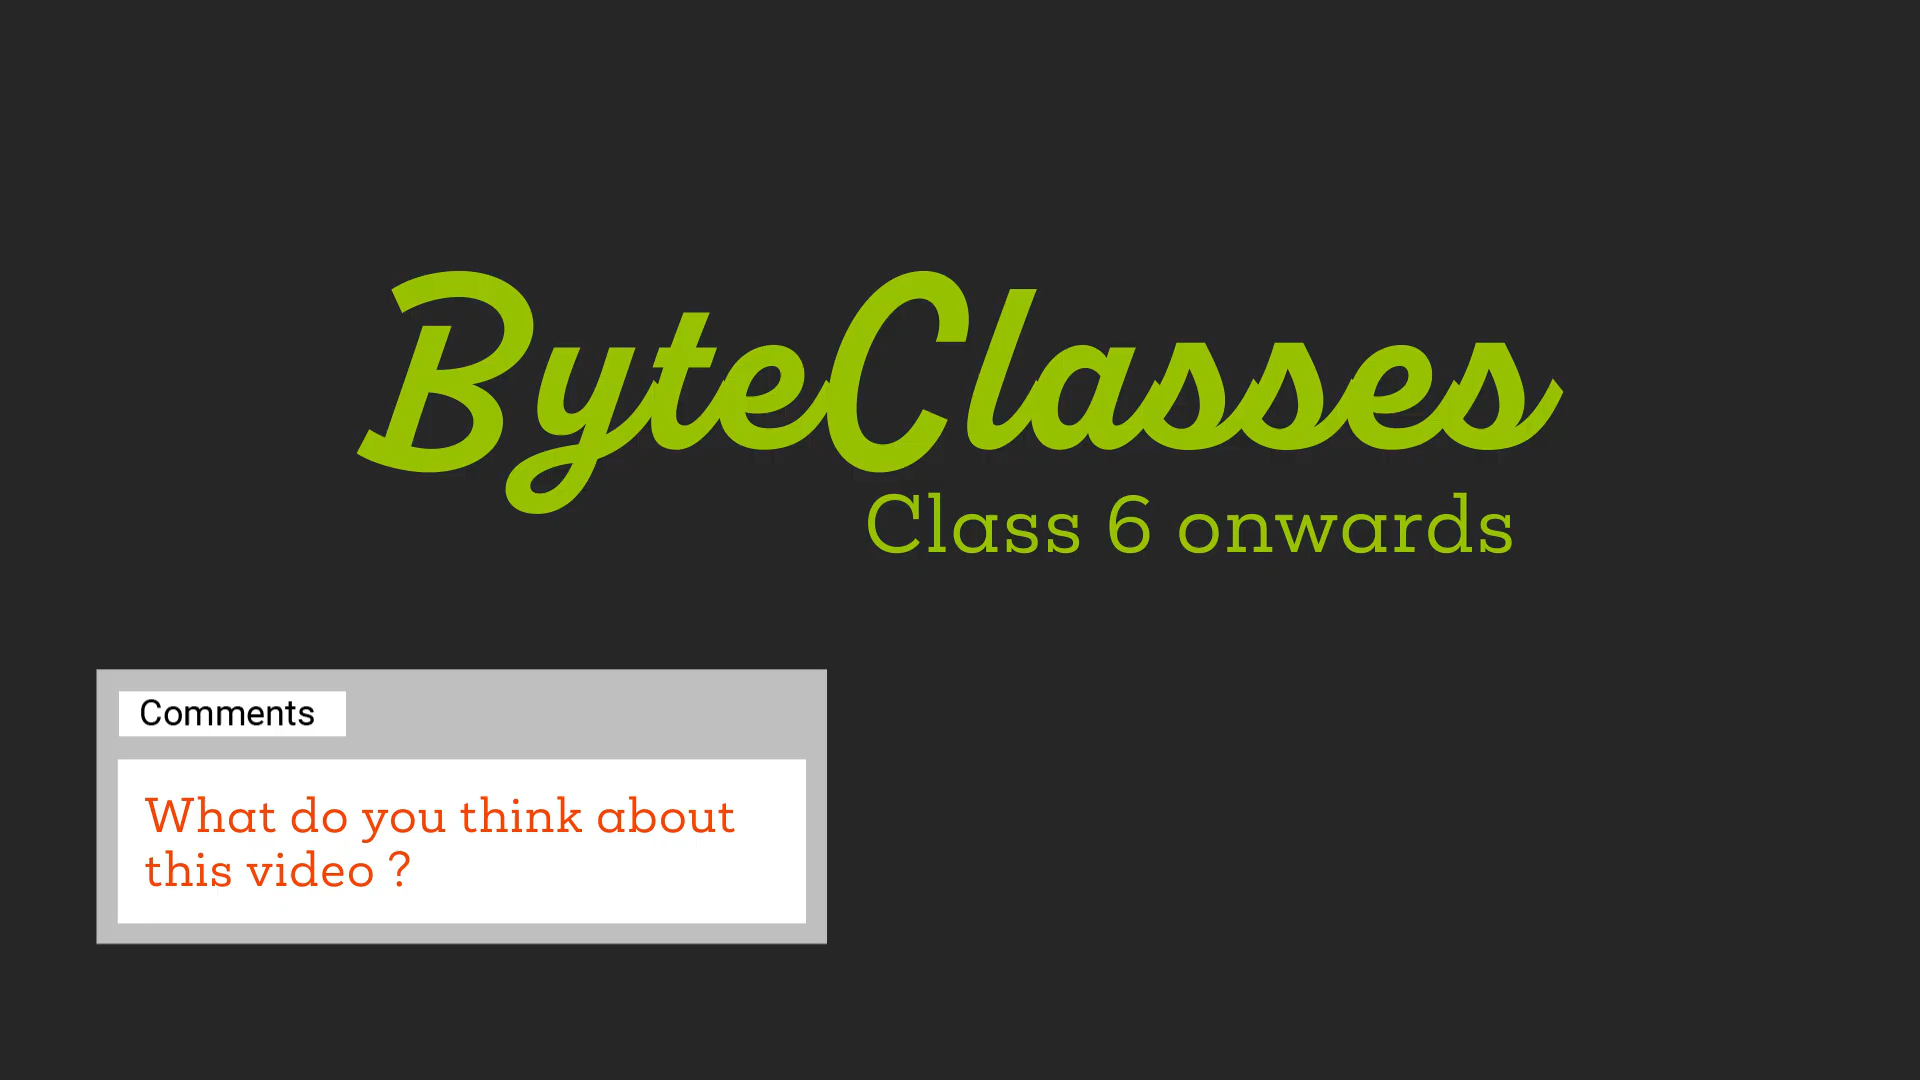 ByteClasses
Class 6 onwards
Comments
What do you think about
this video ?